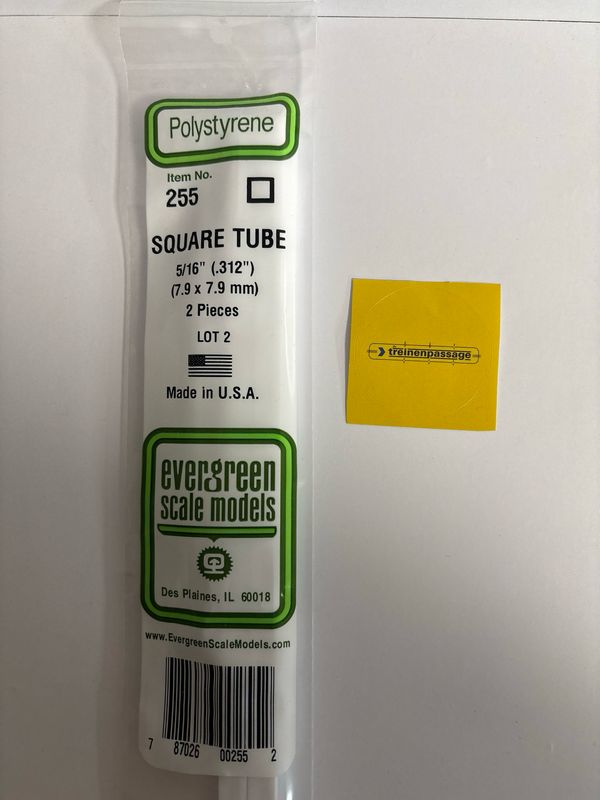 Polystyrene
Item No.
255
SQUARE TUBE
5/16" (.312")
(7.9 x 7.9 mm)
2 Pieces
LOT 2
Made in U.S.A.
evergreen
scale models
Des Plaines, IL 60018
www.EvergreenScaleModels.com
7 87026 00255 2
treinenpassage